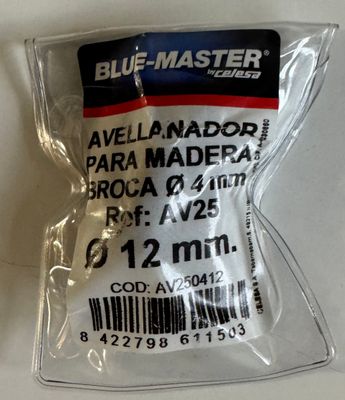 BLUE-MASTER®
by celesa
AVELLANADOR
PARA MADERA
BROCA Ø 4 mm
Ref: AV25
Ø 12 mm.
COD: AV250412
8 422798 611503
CELESA S.A.